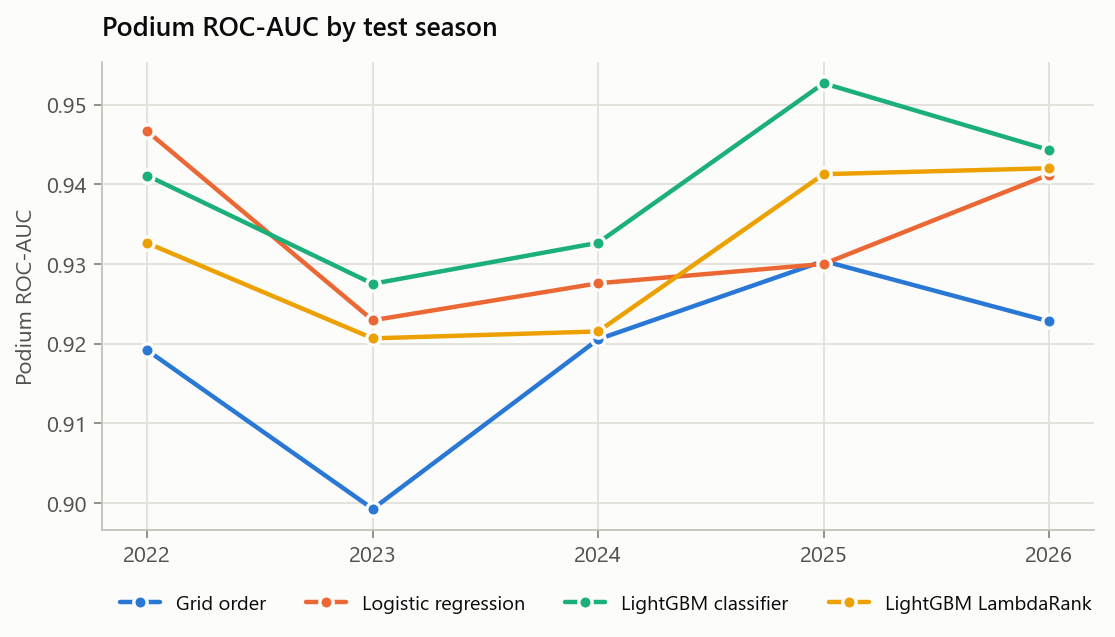 Podium ROC-AUC by test season
Podium ROC-AUC
0.95
0.94
0.93
0.92
0.91
0.90
2022 2023 2024 2025 2026
Grid order Logistic regression LightGBM classifier LightGBM LambdaRank